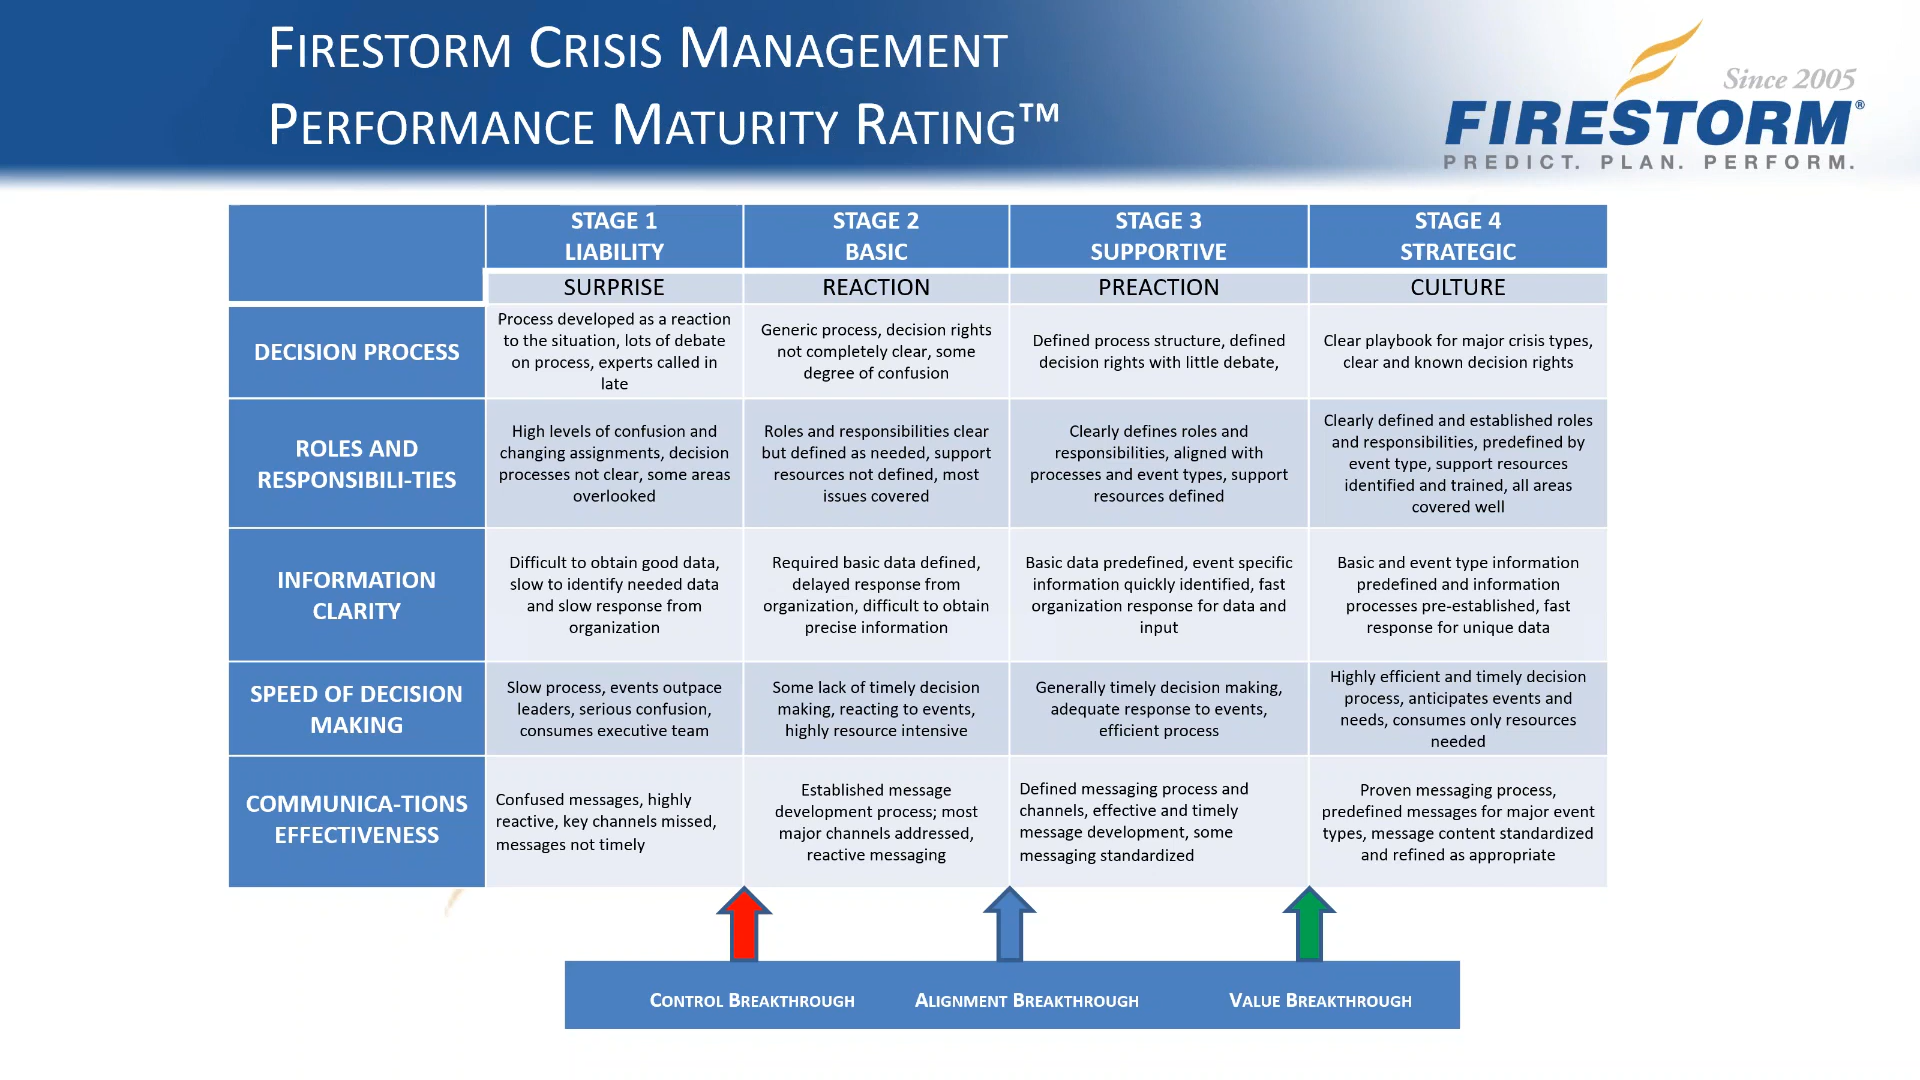 FIRESTORM CRISIS MANAGEMENT
PERFORMANCE MATURITY RATING™
Since 2005
FIRESTORM®
PREDICT. PLAN. PERFORM.
STAGE 1
LIABILITY
STAGE 2
BASIC
STAGE 3
SUPPORTIVE
STAGE 4
STRATEGIC
SURPRISE
REACTION
PREACTION
CULTURE
DECISION PROCESS
Process developed as a reaction
to the situation, lots of debate
on process, experts called in
late
Generic process, decision rights
not completely clear, some
degree of confusion
Defined process structure, defined
decision rights with little debate,
Clear playbook for major crisis types,
clear and known decision rights
ROLES AND
RESPONSIBILI-TIES
High levels of confusion and
changing assignments, decision
processes not clear, some areas
overlooked
Roles and responsibilities clear
but defined as needed, support
resources not defined, most
issues covered
Clearly defines roles and
responsibilities, aligned with
processes and event types, support
resources defined
Clearly defined and established roles
and responsibilities, predefined by
event type, support resources
identified and trained, all areas
covered well
INFORMATION
CLARITY
Difficult to obtain good data,
slow to identify needed data
and slow response from
organization
Required basic data defined,
delayed response from
organization, difficult to obtain
precise information
Basic data predefined, event specific
information quickly identified, fast
organization response for data and
input
Basic and event type information
predefined and information
processes pre-established, fast
response for unique data
SPEED OF DECISION
MAKING
Slow process, events outpace
leaders, serious confusion,
consumes executive team
Some lack of timely decision
making, reacting to events,
highly resource intensive
Generally timely decision making,
adequate response to events,
efficient process
Highly efficient and timely decision
process, anticipates events and
needs, consumes only resources
needed
COMMUNICA-TIONS
EFFECTIVENESS
Confused messages, highly
reactive, key channels missed,
messages not timely
Established message
development process; most
major channels addressed,
reactive messaging
Defined messaging process and
channels, effective and timely
message development, some
messaging standardized
Proven messaging process,
predefined messages for major event
types, message content standardized
and refined as appropriate
CONTROL BREAKTHROUGH
ALIGNMENT BREAKTHROUGH
VALUE BREAKTHROUGH